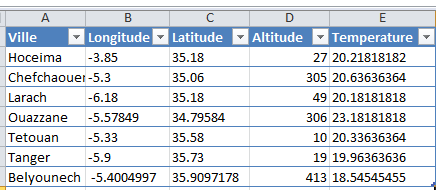 A B C D E
Ville Longitude Latitude Altitude Temperature
Hoceima -3.85 35.18 27 20.21818182
Chefchaouer -5.3 35.06 305 20.63636364
Larach -6.18 35.18 49 20.18181818
Ouazzane -5.57849 34.79584 306 23.18181818
Tetouan -5.33 35.58 10 20.33636364
Tanger -5.9 35.73 19 19.96363636
Belyounech -5.4004997 35.9097178 413 18.54545455